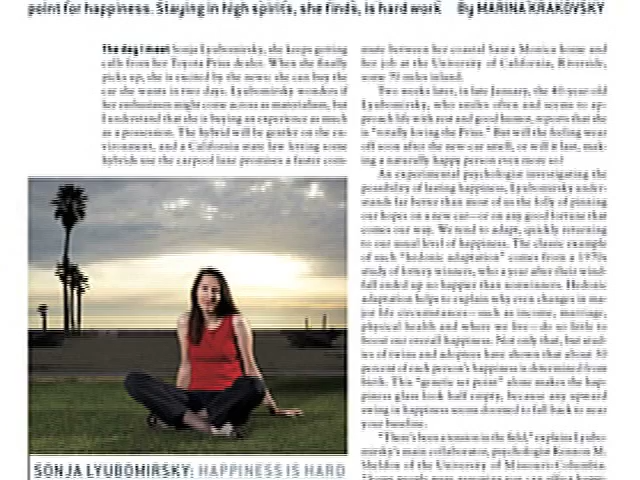 point for happiness. Staying in high spirits, she finds, is hard work By MARINA KRAKOVSKY
The day I meet Sonja Lyubomirsky, she keeps getting
calls from her Toyota Prius dealer. When she finally
picks up, she is excited by the news: she can buy the
car she wants in two days. Lyubomirsky wonders if
her enthusiasm might come across as materialism, but
I understand that she is buying an experience as much
as a possession. The hybrid will be gentler on the en-
vironment, and a California state law letting some
hybrids use the carpool lane promises a faster com-
SONJA LYUBOMIRSKY: HAPPINESS IS HARD
mute between her coastal Santa Monica home and
her job at the University of California, Riverside,
some 70 miles inland.
Two weeks later, in late January, the 40-year-old
Lyubomirsky, who smiles often and seems to ap-
proach life with zest and good humor, reports that she
is "totally loving the Prius." But will the feeling wear
off soon after the new-car smell, or will it last, mak-
ing a naturally happy person even more so?
An experimental psychologist investigating the
possibility of lasting happiness, Lyubomirsky under-
stands far better than most of us the folly of pinning
our hopes on a new car—or on any good fortune that
comes our way. We tend to adapt, quickly returning
to our usual level of happiness. The classic example
of such "hedonic adaptation" comes from a 1970s
study of lottery winners, who a year after their wind-
fall ended up no happier than nonwinners. Hedonic
adaptation helps to explain why even changes in ma-
jor life circumstances—such as income, marriage,
physical health and where we live—do so little to
boost our overall happiness. Not only that, but stud-
ies of twins and adoptees have shown that about 50
percent of each person's happiness is determined from
birth. This "genetic set point" alone makes the hap-
piness glass look half empty, because any upward
swing in happiness seems doomed to fall back to near
your baseline.
"There's been a tension in the field," explains Lyubo-
mirsky's main collaborator, psychologist Kennon M.
Sheldon of the University of Missouri–Columbia.